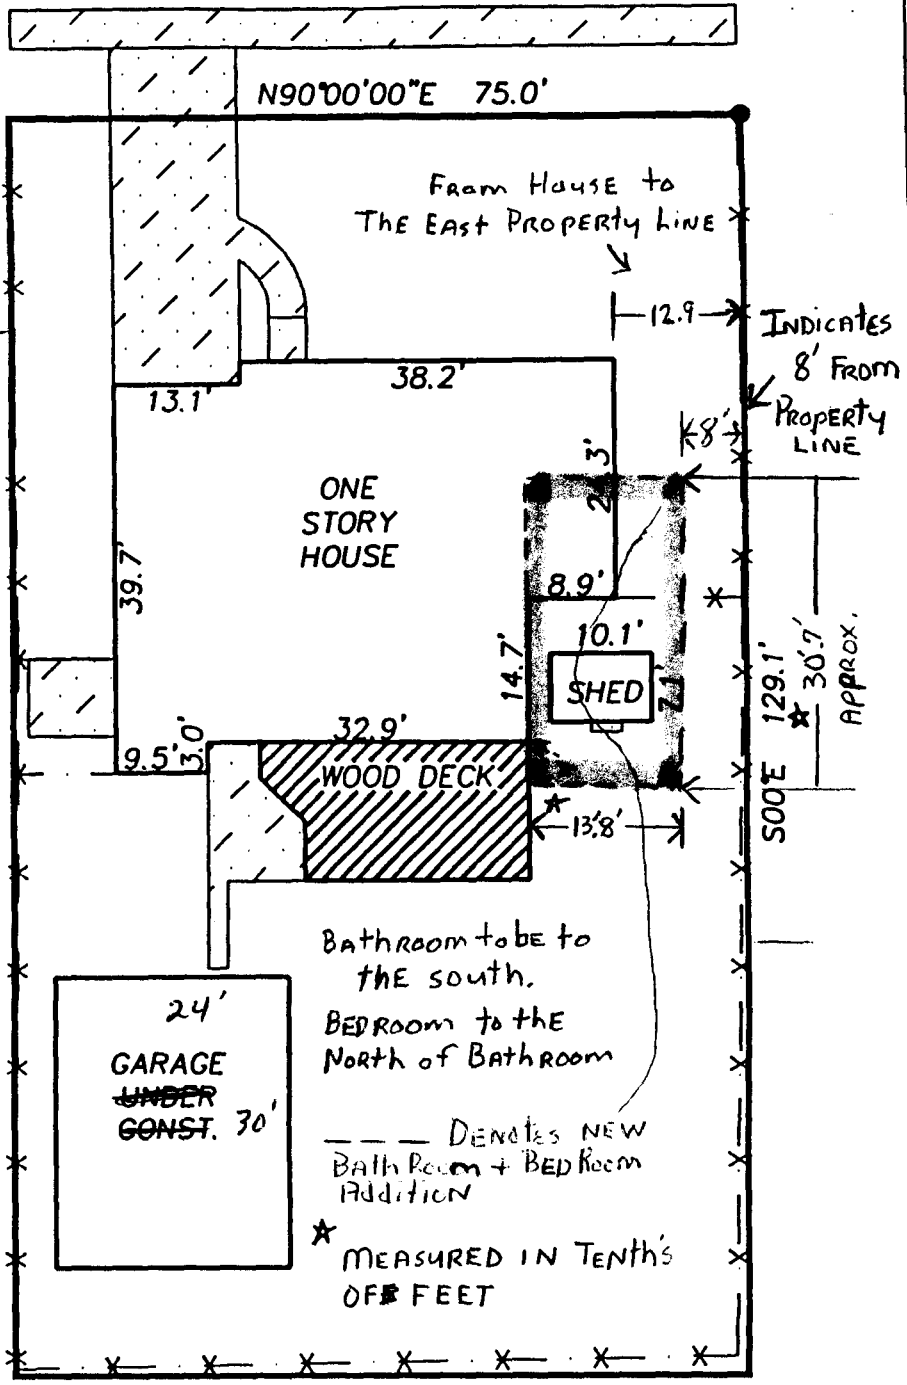 N90°00'00"E 75.0'
From House to
The East Property Line
12.9
Indicates
8' From
Property
Line
8'
38.2'
13.1'
ONE
STORY
HOUSE
39.7'
8.9'
10.1'
SHED
7.1'
14.7'
S00°E 129.1'
☆ 30.7'
APPROX.
32.9'
9.5'
3.0'
WOOD DECK
☆
13.8'
Bathroom to be to
the south.
Bedroom to the
North of Bathroom
24'
GARAGE
UNDER
CONST. 30'
--- Denotes New
Bath Room + Bed Room
Addition
☆ Measured in Tenth's
of Feet